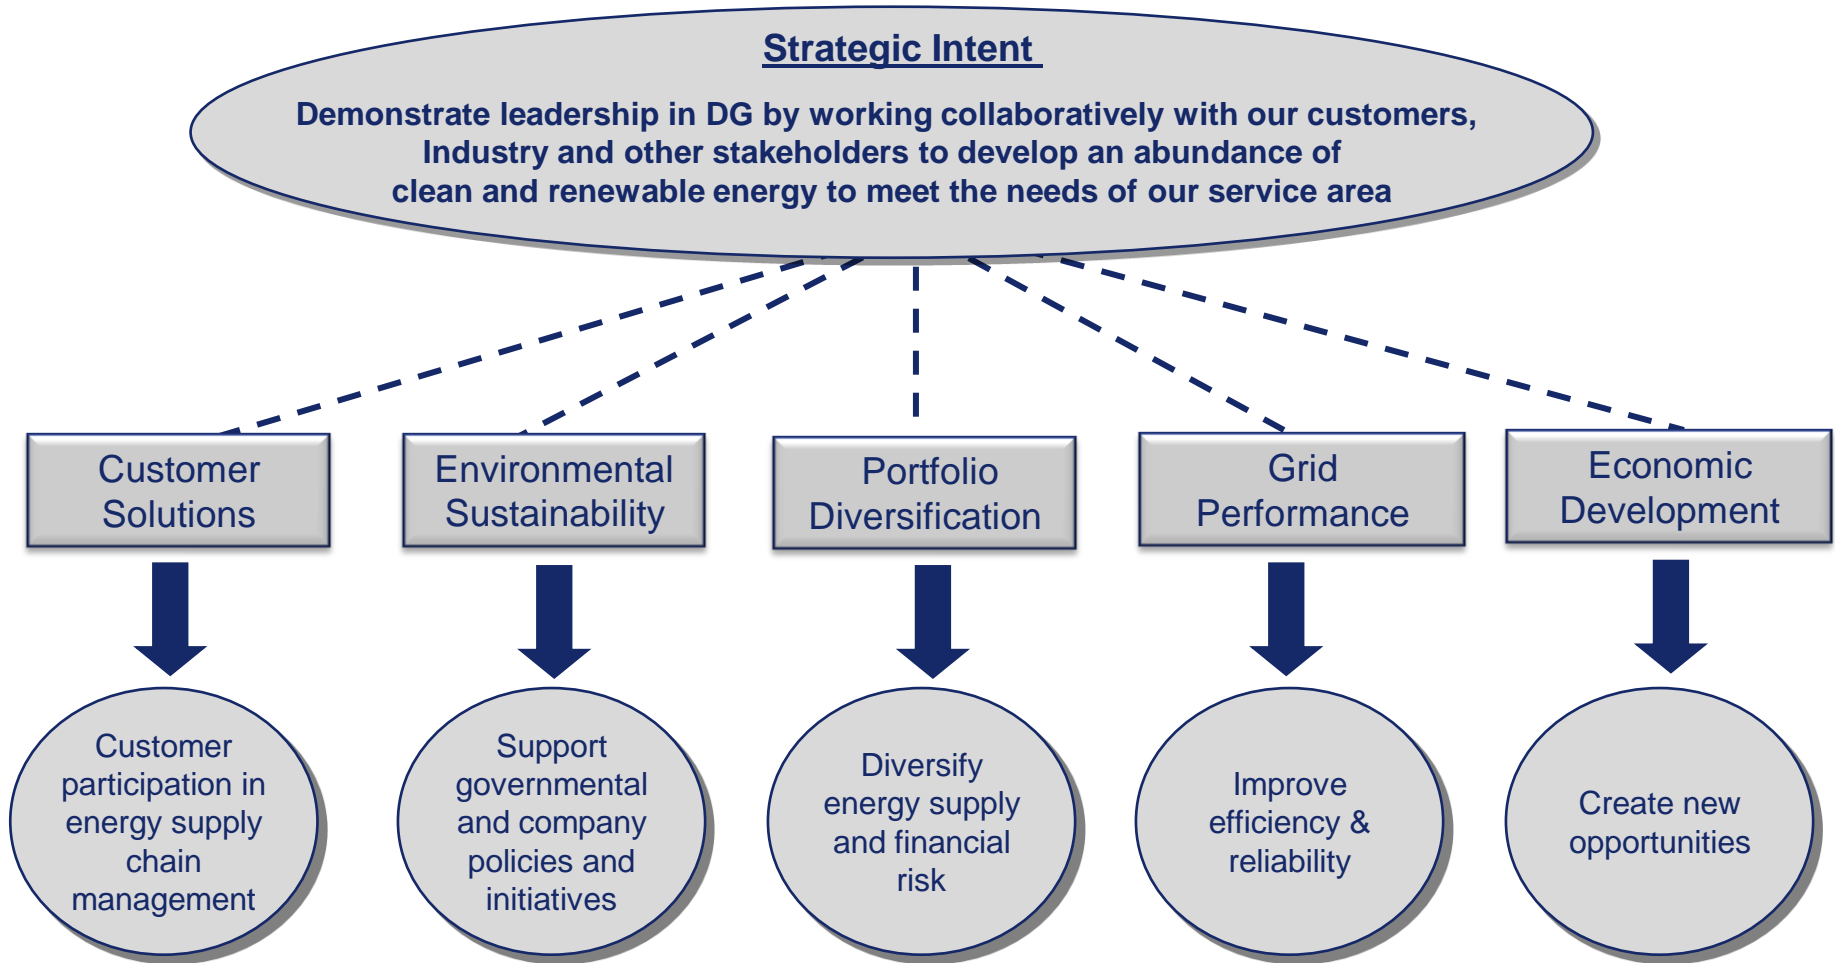 Strategic Intent
Demonstrate leadership in DG by working collaboratively with our customers,
Industry and other stakeholders to develop an abundance of
clean and renewable energy to meet the needs of our service area
Customer
Solutions
Environmental
Sustainability
Portfolio
Diversification
Grid
Performance
Economic
Development
Customer
participation in
energy supply
chain
management
Support
governmental
and company
policies and
initiatives
Diversify
energy supply
and financial
risk
Improve
efficiency &
reliability
Create new
opportunities